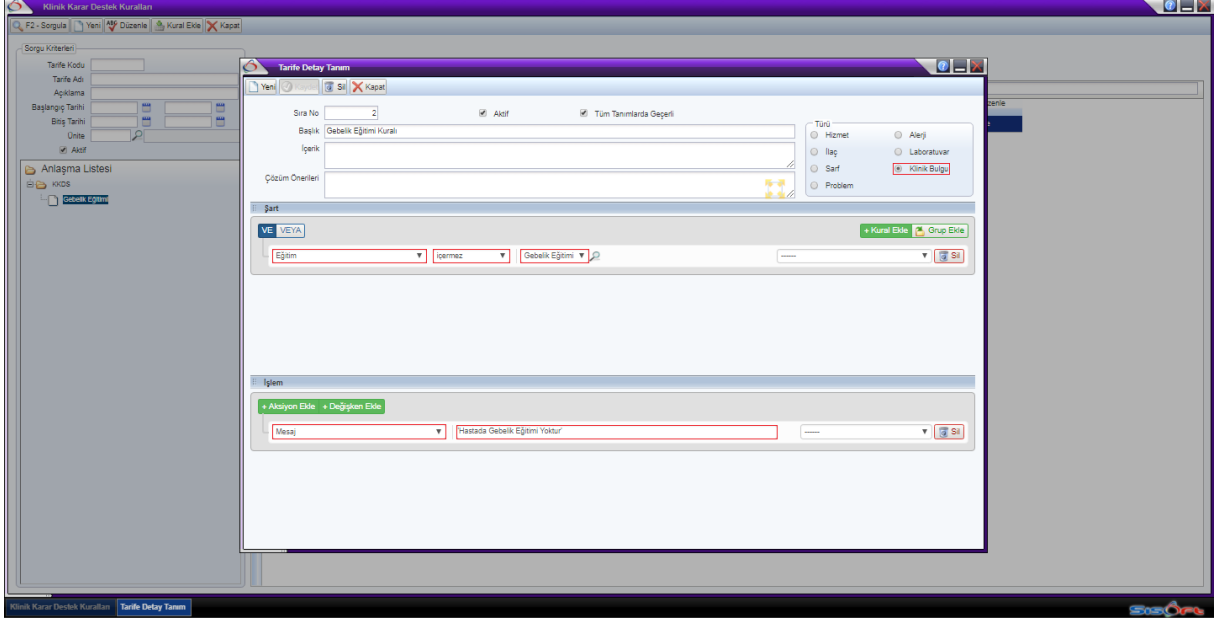 Klinik Karar Destek Kuralları
F2 - Sorgula Yeni Düzenle Kural Ekle Kapat
Sorgu Kriterleri
Tarife Kodu
Tarife Adı
Açıklama
Başlangıç Tarihi
Bitiş Tarihi
Ünite
Aktif
Anlaşma Listesi
KKDS
Gebelik Eğitimi
Tarife Detay Tanım
Yeni Kaydet Sil Kapat
Sıra No 2 Aktif Tüm Tanımlarda Geçerli
Başlık Gebelik Eğitimi Kuralı
İçerik
Çözüm Önerileri
Türü
Hizmet Alerji
İlaç Laboratuvar
Sarf Klinik Bulgu
Problem
Şart
VE VEYA + Kural Ekle Grup Ekle
Eğitim içermez Gebelik Eğitimi ------ Sil
İşlem
+ Aksiyon Ekle + Değişken Ekle
Mesaj 'Hastada Gebelik Eğitimi Yoktur' ------ Sil
Klinik Karar Destek Kuralları Tarife Detay Tanım
SisOft